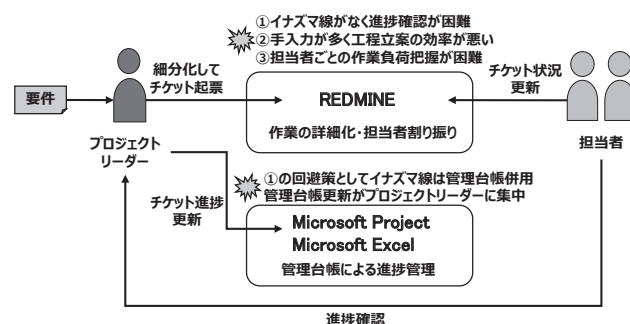 ①イナズマ線がなく進捗確認が困難
②手入力が多く工程立案の効率が悪い
③担当者ごとの作業負荷把握が困難
要件
細分化して
チケット起票
REDMINE
作業の詳細化・担当者割り振り
チケット状況
更新
プロジェクト
リーダー
担当者
①の回避策としてイナズマ線は管理台帳併用
管理台帳更新がプロジェクトリーダーに集中
チケット進捗
更新
Microsoft Project
Microsoft Excel
管理台帳による進捗管理
進捗確認